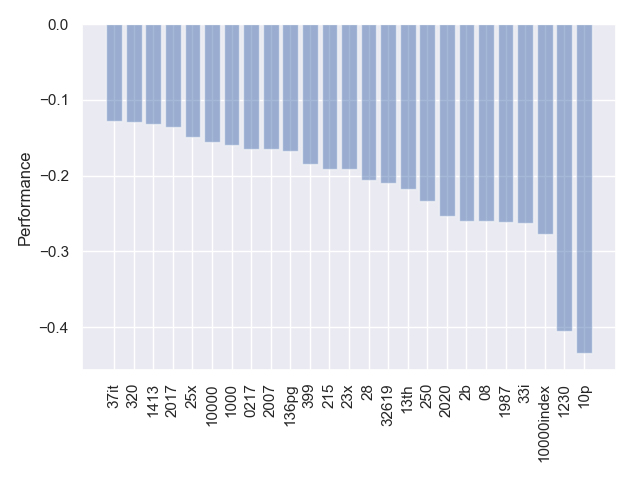 0.0
−0.1
−0.2
−0.3
−0.4
Performance
37it
320
1413
2017
25x
10000
1000
0217
2007
136pg
399
215
23x
28
32619
13th
250
2020
2b
08
1987
33i
10000index
1230
10p